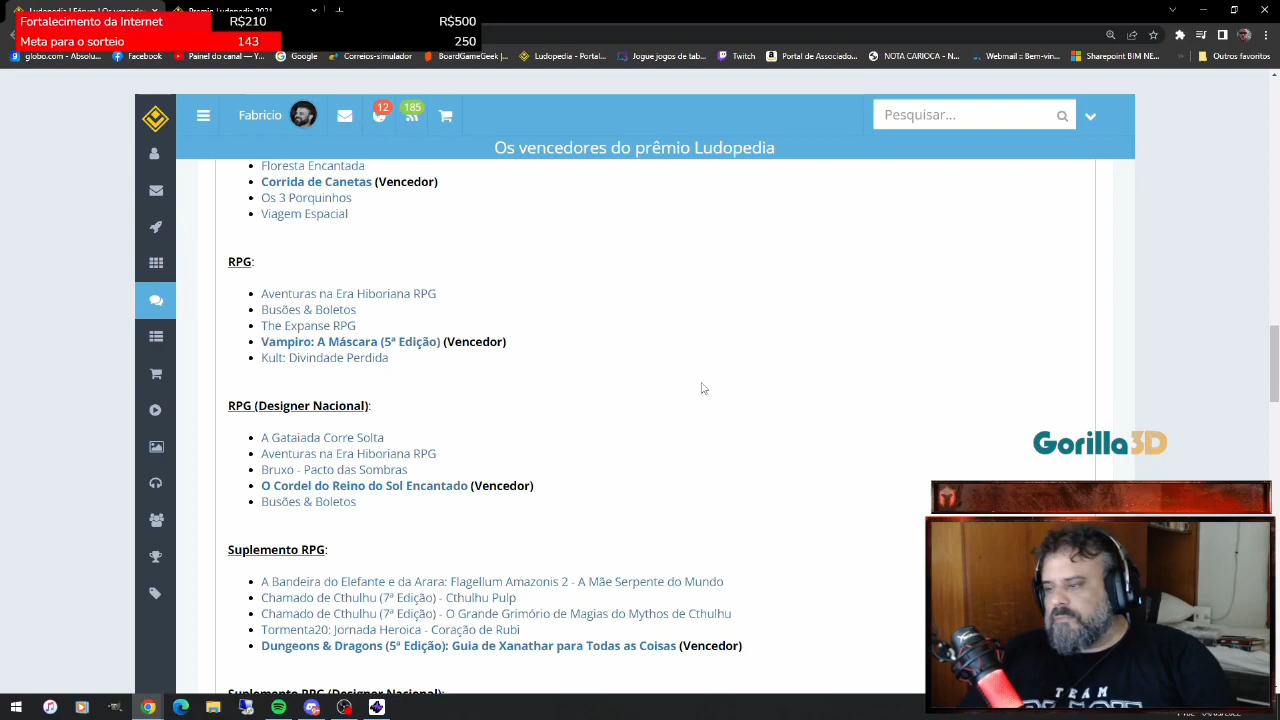 Fortalecimento da Internet R$210 R$500
Meta para o sorteio 143 250
globo.com - Absolu...
Facebook
Painel do canal — Y...
Google
Correios-simulador
BoardGameGeek |...
Ludopedia - Portal...
Jogue jogos de tab...
Twitch
Portal de Associado...
NOTA CARIOCA – N...
Webmail :: Bem-vin...
SharePoint BIM NE...
Outros favoritos
Fabricio
12
185
Pesquisar...
Os vencedores do prêmio Ludopedia
Floresta Encantada
Corrida de Canetas (Vencedor)
Os 3 Porquinhos
Viagem Espacial
RPG:
Aventuras na Era Hiboriana RPG
Busões & Boletos
The Expanse RPG
Vampiro: A Máscara (5ª Edição) (Vencedor)
Kult: Divindade Perdida
RPG (Designer Nacional):
A Gataiada Corre Solta
Aventuras na Era Hiboriana RPG
Bruxo - Pacto das Sombras
O Cordel do Reino do Sol Encantado (Vencedor)
Busões & Boletos
Gorilla3D
Suplemento RPG:
A Bandeira do Elefante e da Arara: Flagellum Amazonis 2 - A Mãe Serpente do Mundo
Chamado de Cthulhu (7ª Edição) - Cthulhu Pulp
Chamado de Cthulhu (7ª Edição) - O Grande Grimório de Magias do Mythos de Cthulhu
Tormenta20: Jornada Heroica - Coração de Rubi
Dungeons & Dragons (5ª Edição): Guia de Xanathar para Todas as Coisas (Vencedor)
Suplemento RPG (Designer Nacional):
TEAM